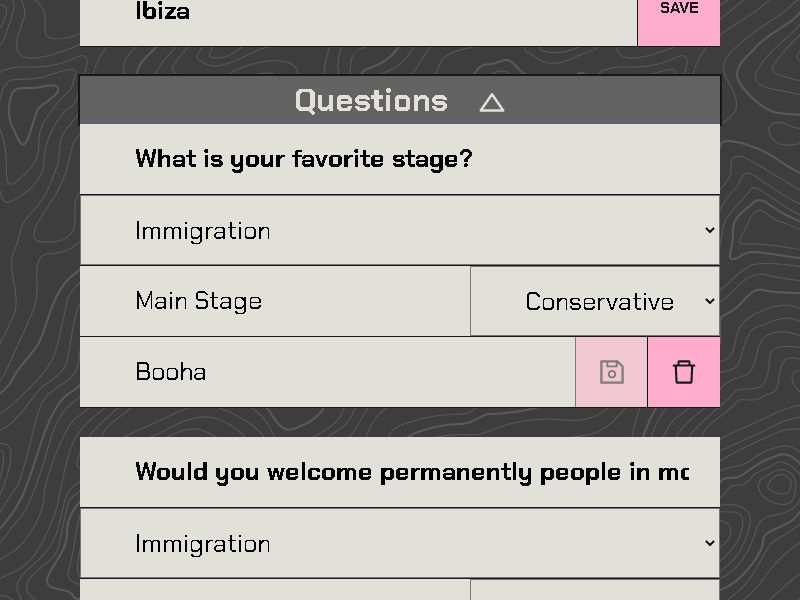 Ibiza
SAVE
Questions
What is your favorite stage?
Immigration
Main Stage
Conservative
Booha
Would you welcome permanently people in
Immigration